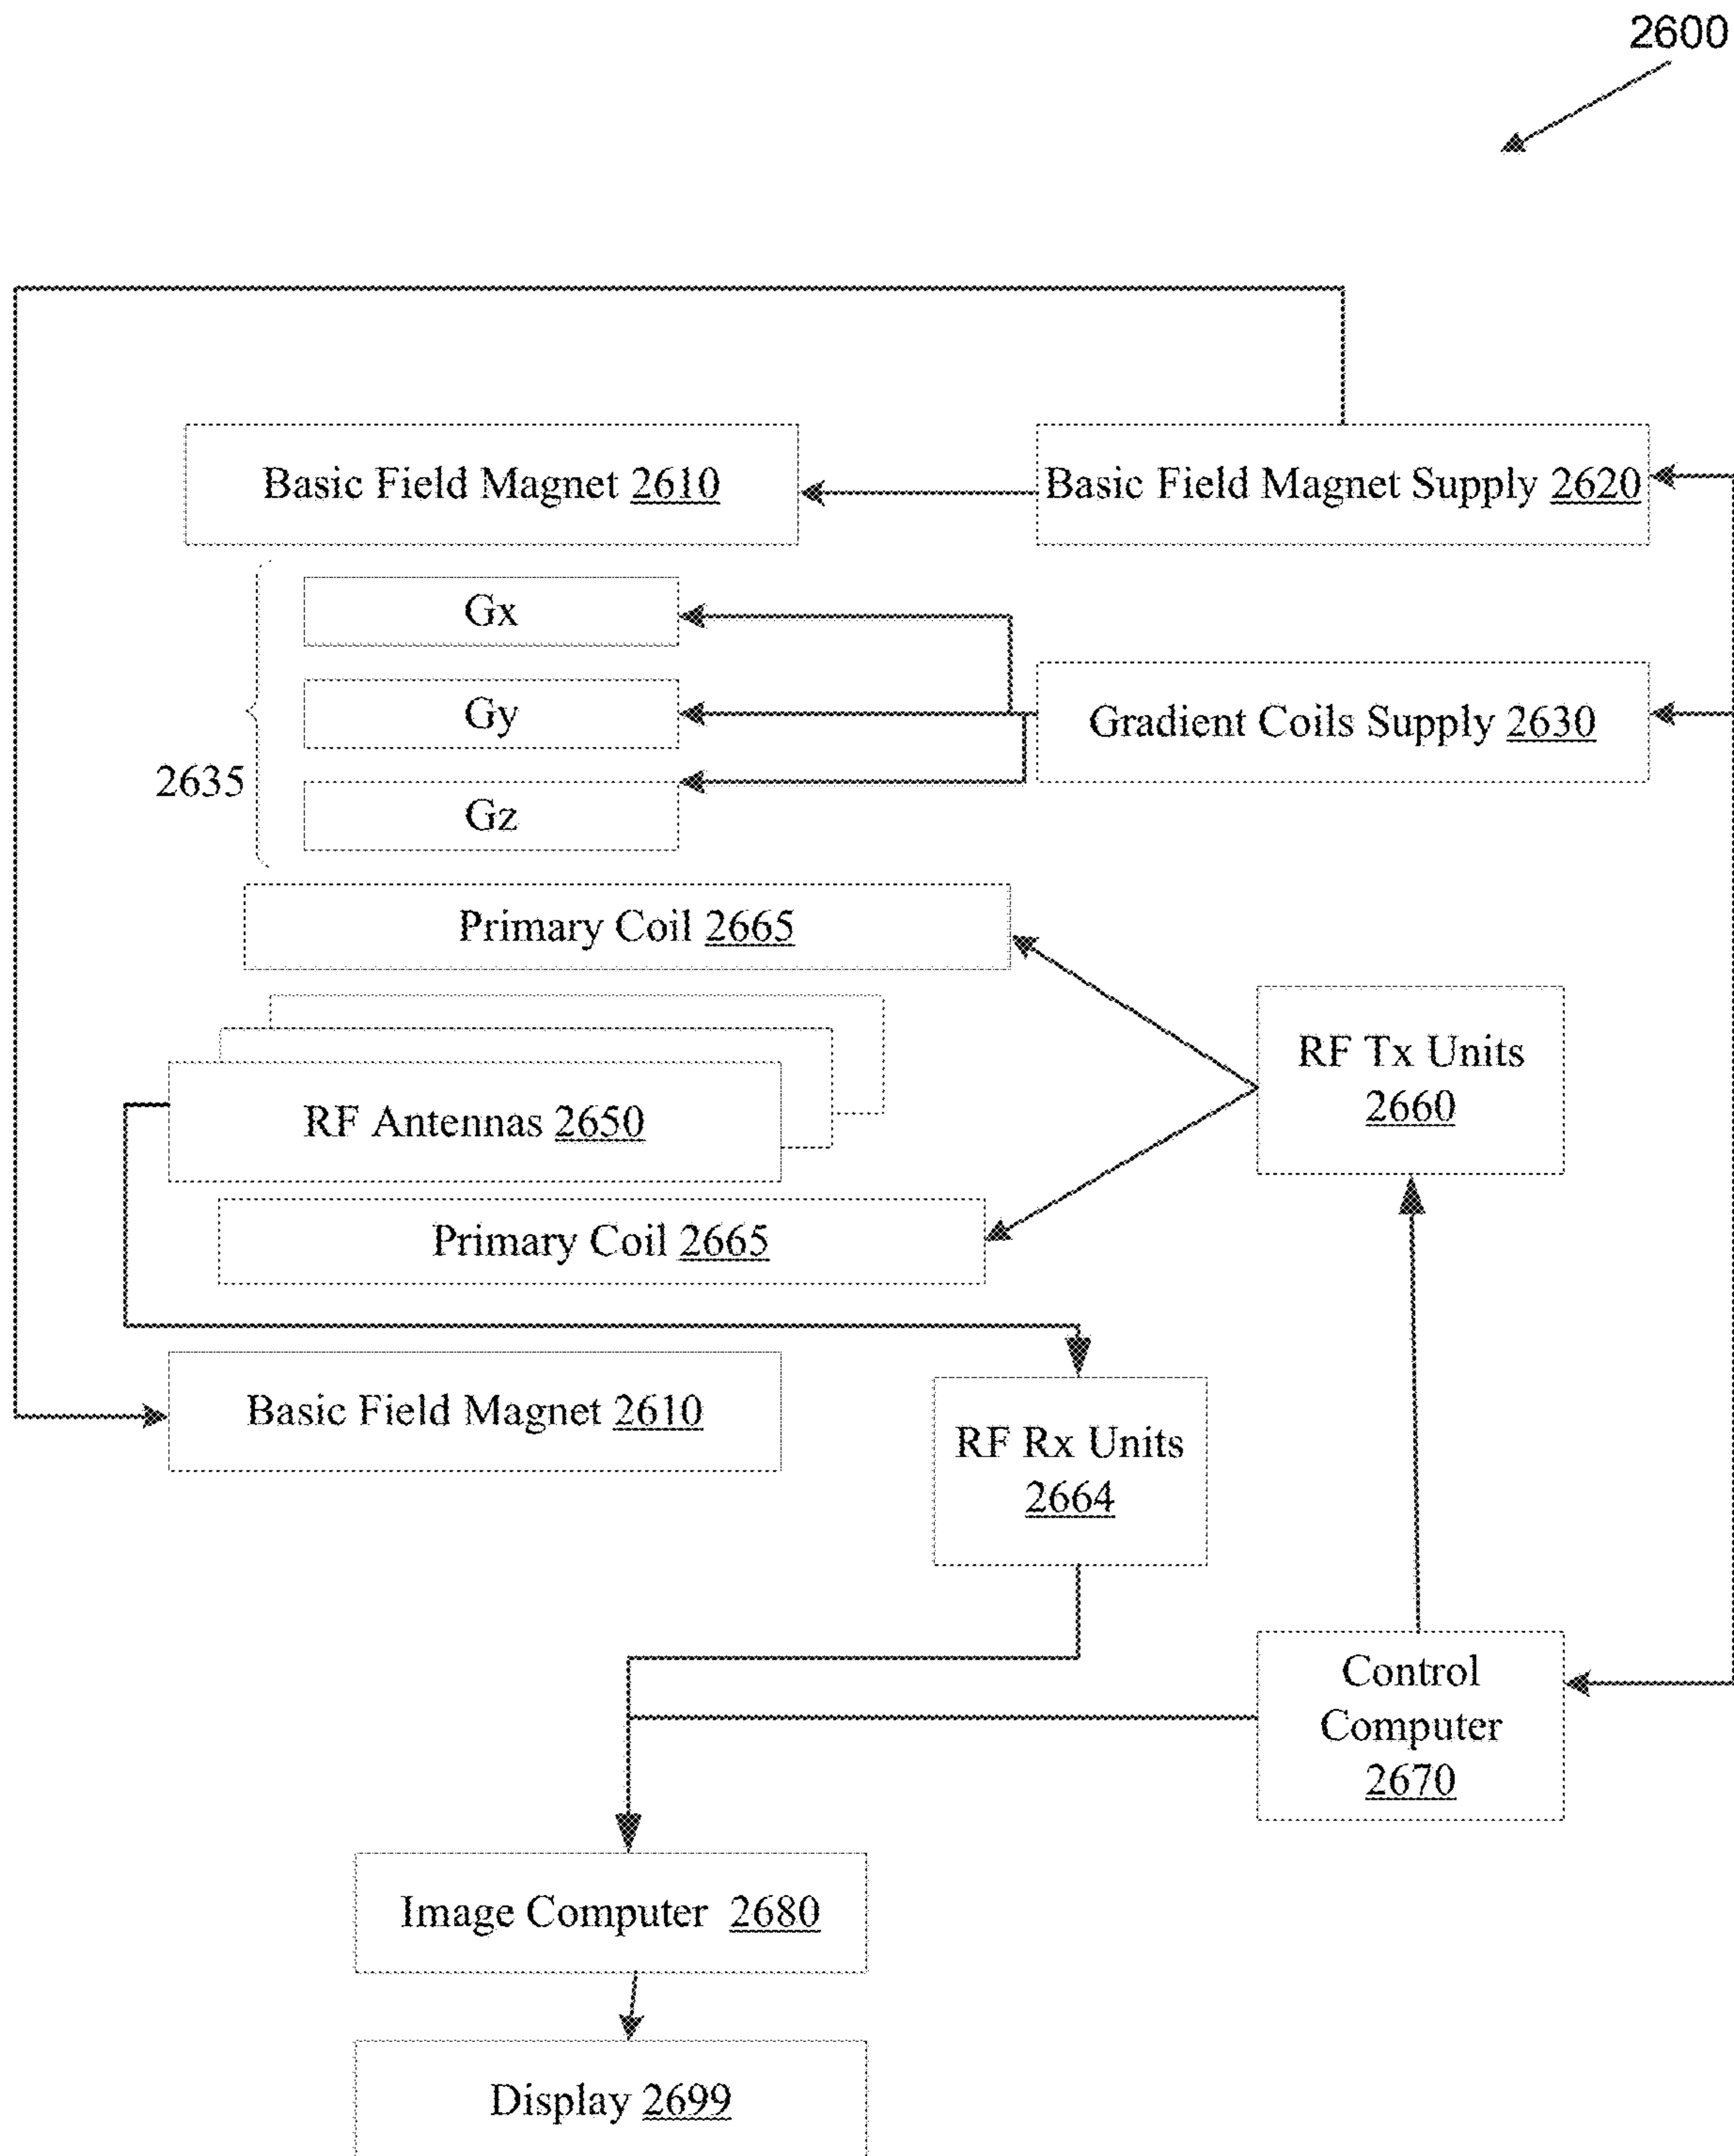 2600
Basic Field Magnet 2610
Basic Field Magnet Supply 2620
Gx
Gy
Gradient Coils Supply 2630
2635
Gz
Primary Coil 2665
RF Tx Units
2660
RF Antennas 2650
Primary Coil 2665
Basic Field Magnet 2610
RF Rx Units
2664
Control
Computer
2670
Image Computer 2680
Display 2699